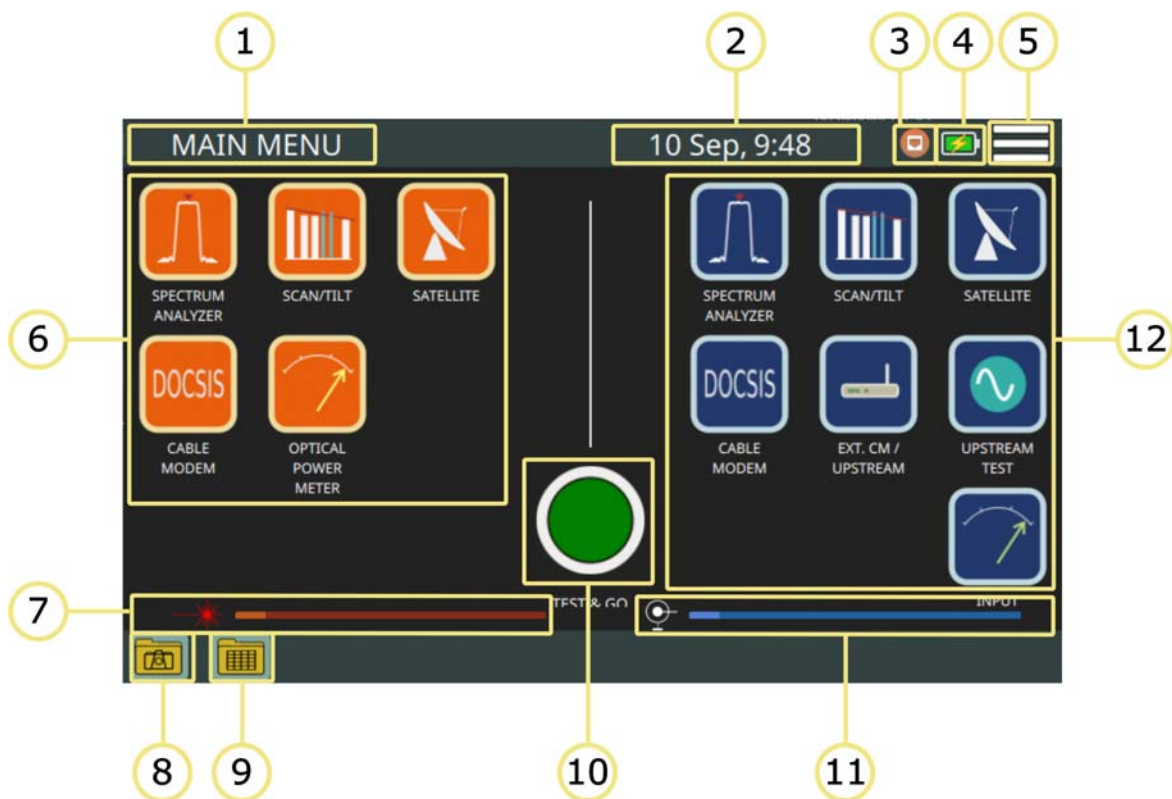 1
2
3
4
5
MAIN MENU
10 Sep, 9:48
SPECTRUM
ANALYZER
SCAN/TILT
SATELLITE
SPECTRUM
ANALYZER
SCAN/TILT
SATELLITE
6
12
DOCSIS
CABLE
MODEM
OPTICAL
POWER
METER
DOCSIS
CABLE
MODEM
EXT. CM /
UPSTREAM
UPSTREAM
TEST
7
TEST & GO
INPUT
8
9
10
11